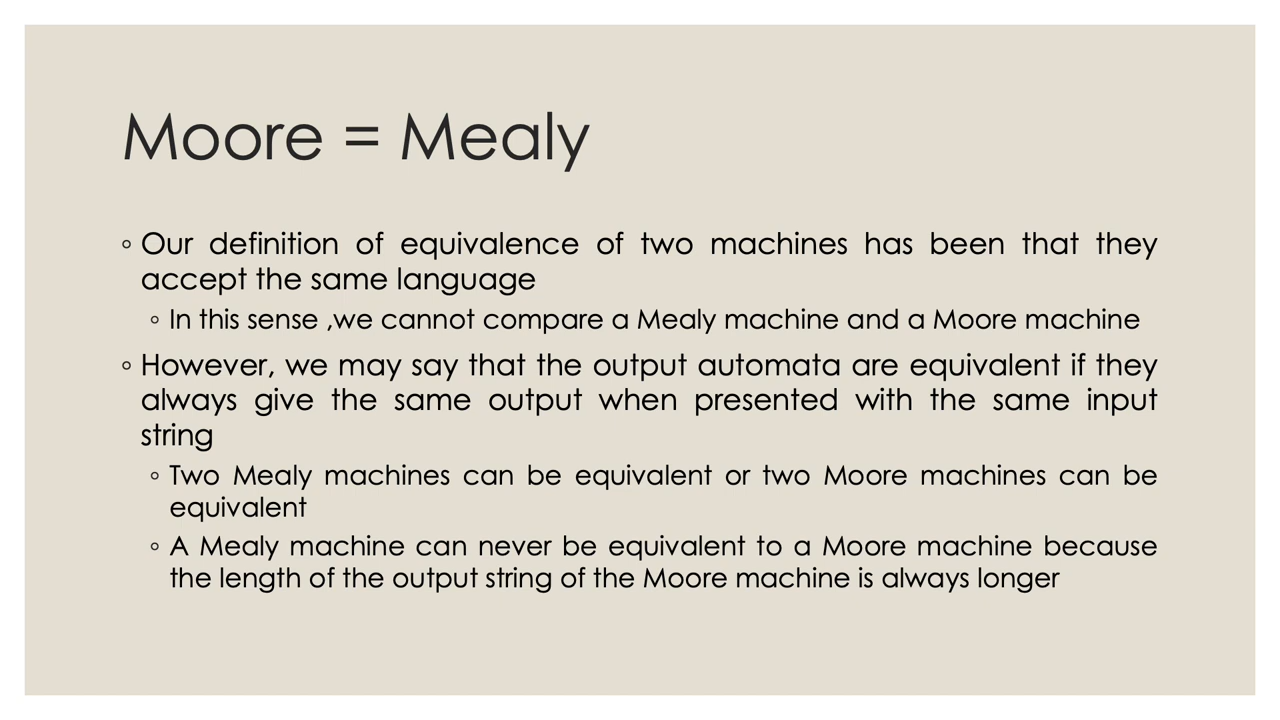 Moore = Mealy
◦ Our definition of equivalence of two machines has been that they
accept the same language
◦ In this sense ,we cannot compare a Mealy machine and a Moore machine
◦ However, we may say that the output automata are equivalent if they
always give the same output when presented with the same input
string
◦ Two Mealy machines can be equivalent or two Moore machines can be
equivalent
◦ A Mealy machine can never be equivalent to a Moore machine because
the length of the output string of the Moore machine is always longer